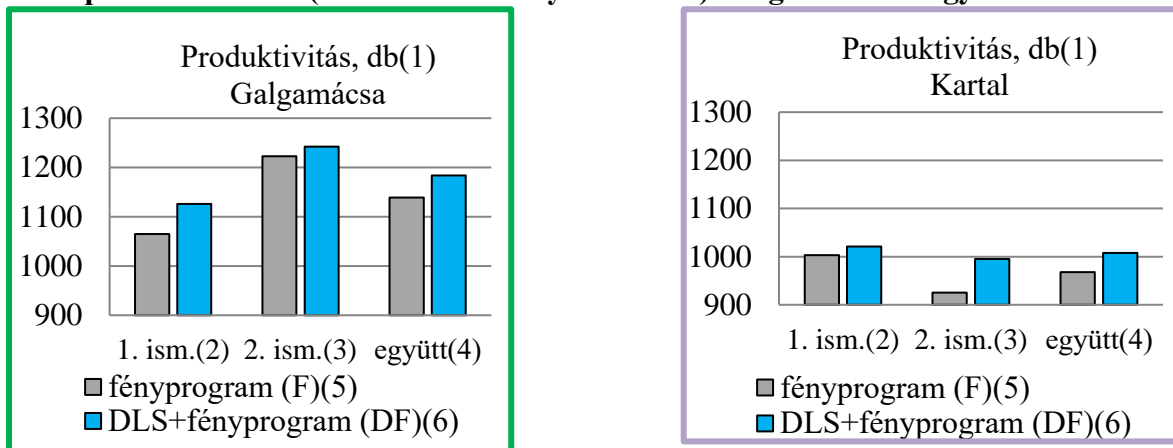 Produktivitás, db(1)
Galgamácsa
1300
1200
1100
1000
900
1. ism.(2) 2. ism.(3) együtt(4)
fényprogram (F)(5)
DLS+fényprogram (DF)(6)
Produktivitás, db(1)
Kartal
1300
1200
1100
1000
900
1. ism.(2) 2. ism.(3) együtt(4)
fényprogram (F)(5)
DLS+fényprogram (DF)(6)